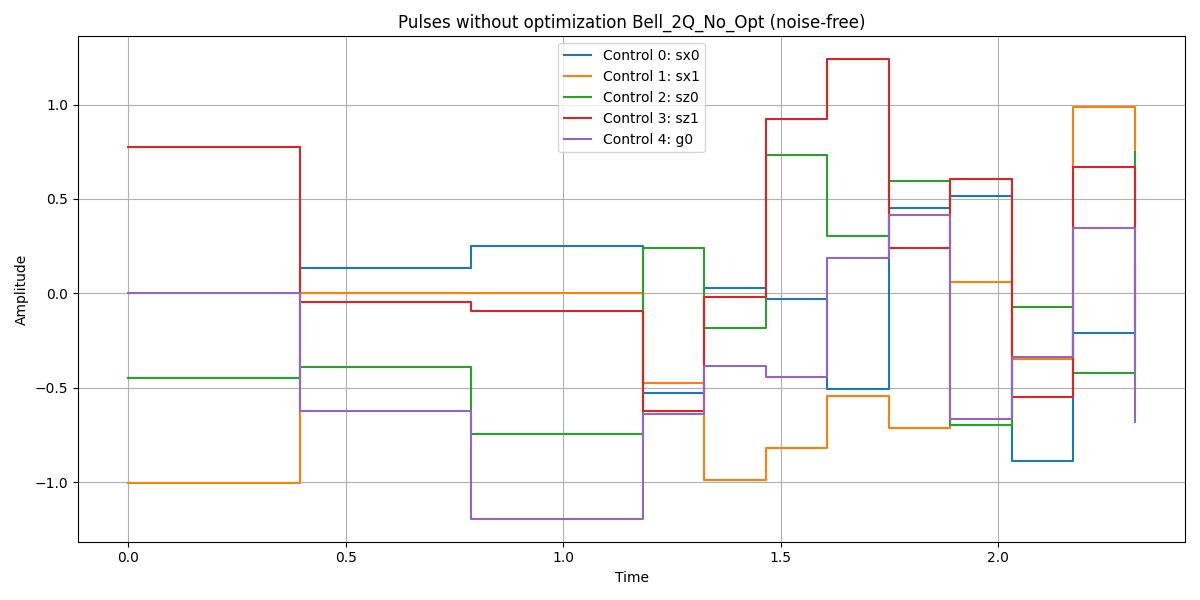 Pulses without optimization Bell_2Q_No_Opt (noise-free)
Control 0: sx0
Control 1: sx1
Control 2: sz0
Control 3: sz1
Control 4: g0
Amplitude
1.0
0.5
0.0
−0.5
−1.0
0.0 0.5 1.0 1.5 2.0
Time